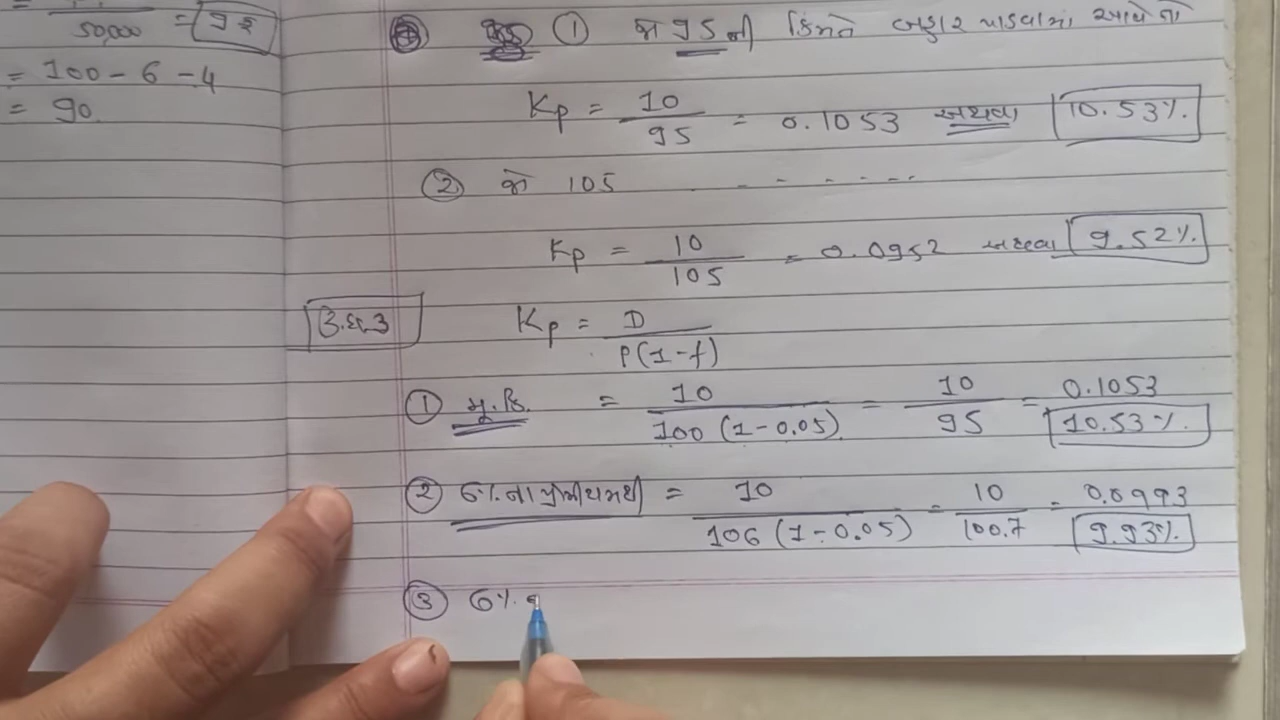 50,000 = 9 રૂ
= 100 - 6 - 4
= 90
① જો 95 ની કિંમતે બહાર પાડવામાં આવે તો
Kp = 10 / 95 = 0.1053 અથવા 10.53%
② જો 105 - - - - - - -
Kp = 10 / 105 = 0.0952 અથવા 9.52%
ઉ.દા.3 Kp = D / P(1-f)
① મૂ.કિં. = 10 / 100 (1-0.05) = 10 / 95 = 0.1053 10.53%
② 6%ના પ્રીમીયમથી = 10 / 106 (1-0.05) = 10 / 100.7 = 0.0993 9.93%
③ 6%